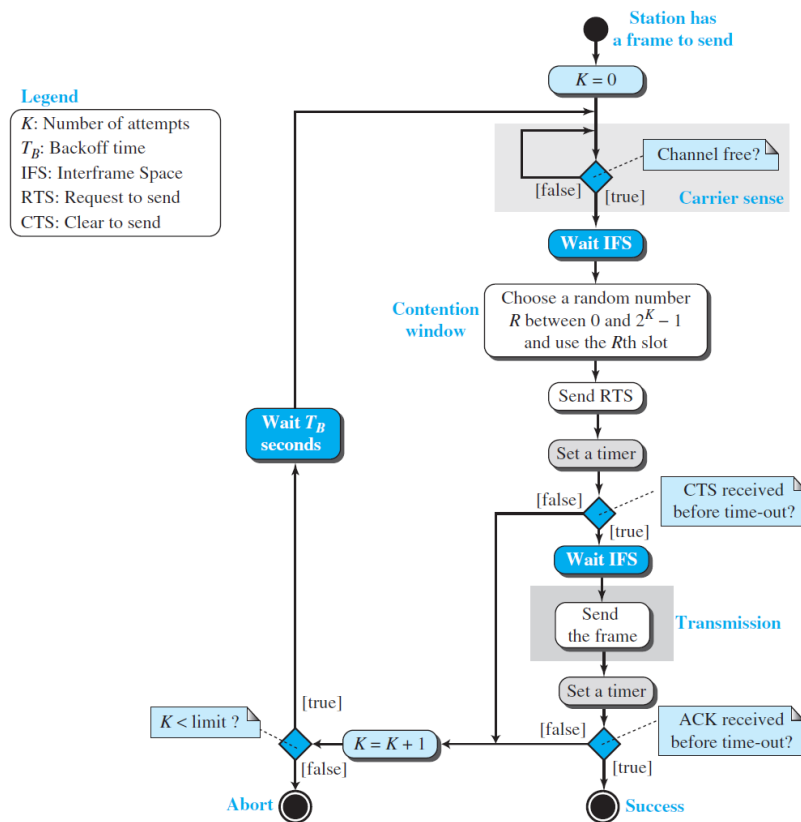 Station has
a frame to send
K = 0
Legend
K: Number of attempts
T_B: Backoff time
IFS: Interframe Space
RTS: Request to send
CTS: Clear to send
Channel free?
[false]
[true]
Carrier sense
Wait IFS
Contention
window
Choose a random number
R between 0 and 2^K – 1
and use the Rth slot
Send RTS
Wait T_B
seconds
Set a timer
CTS received
before time-out?
[false]
[true]
Wait IFS
Send
the frame
Transmission
Set a timer
K < limit ?
[true]
[false]
K = K + 1
[false]
ACK received
before time-out?
[true]
Abort
Success